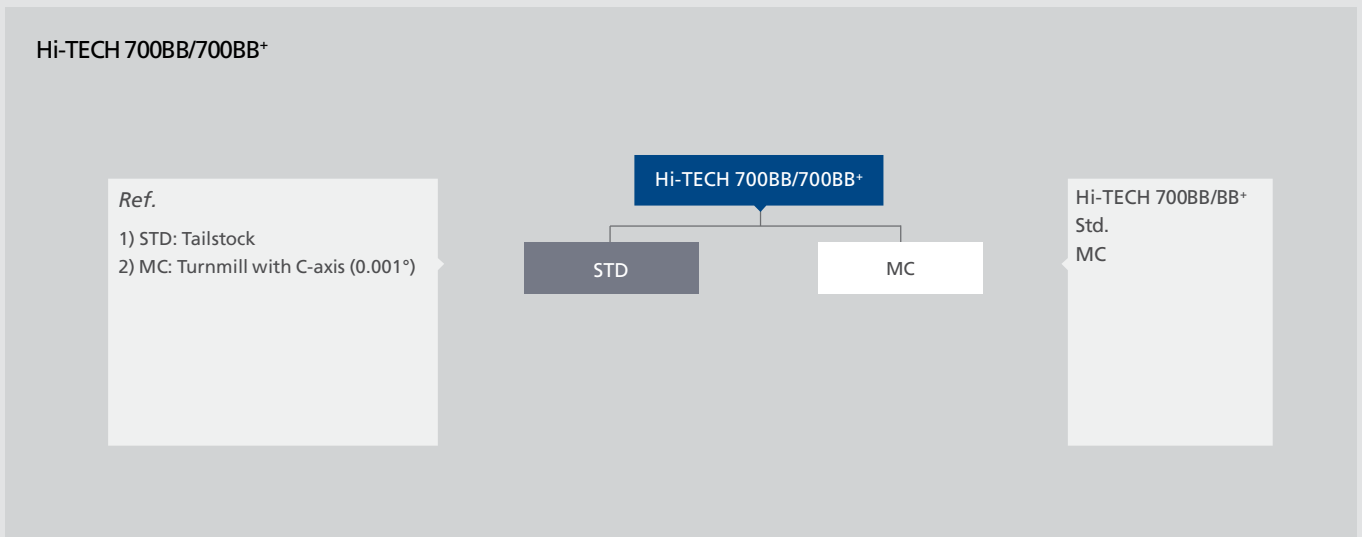 Hi-TECH 700BB/700BB⁺
Ref.
1) STD: Tailstock
2) MC: Turnmill with C-axis (0.001°)
Hi-TECH 700BB/700BB⁺
STD
MC
Hi-TECH 700BB/BB⁺
Std.
MC